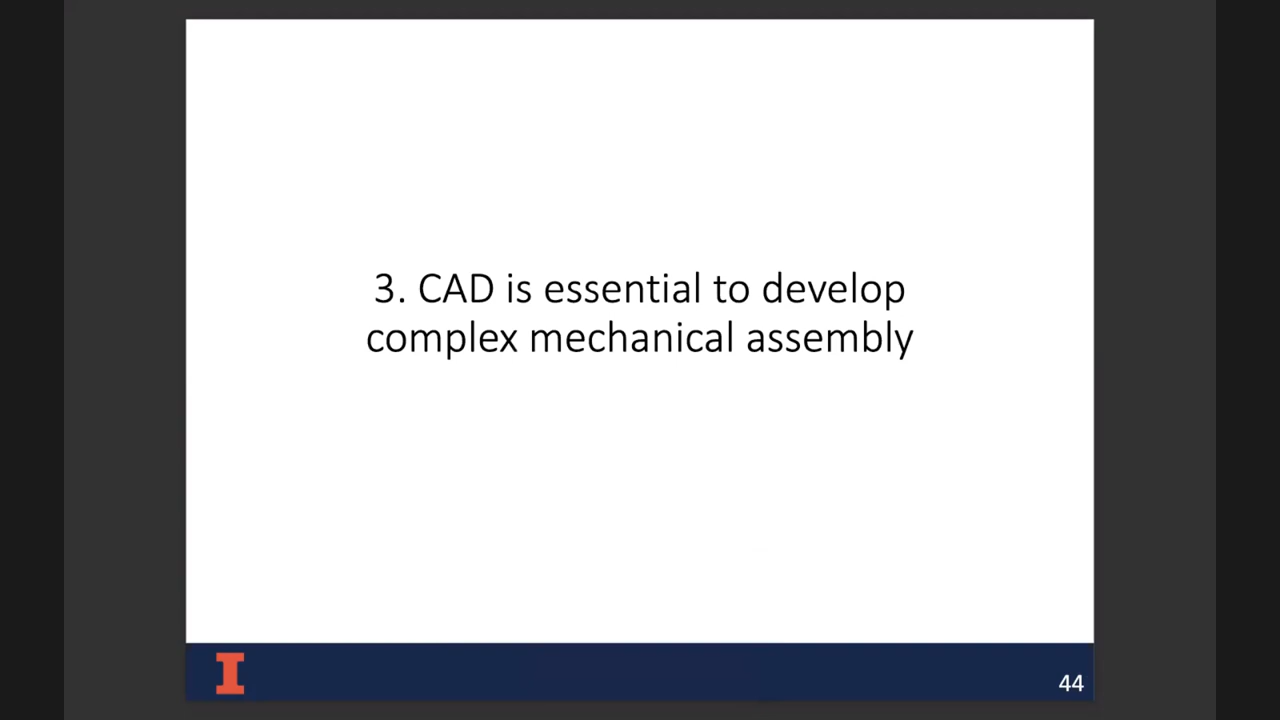 3. CAD is essential to develop
complex mechanical assembly
I
44